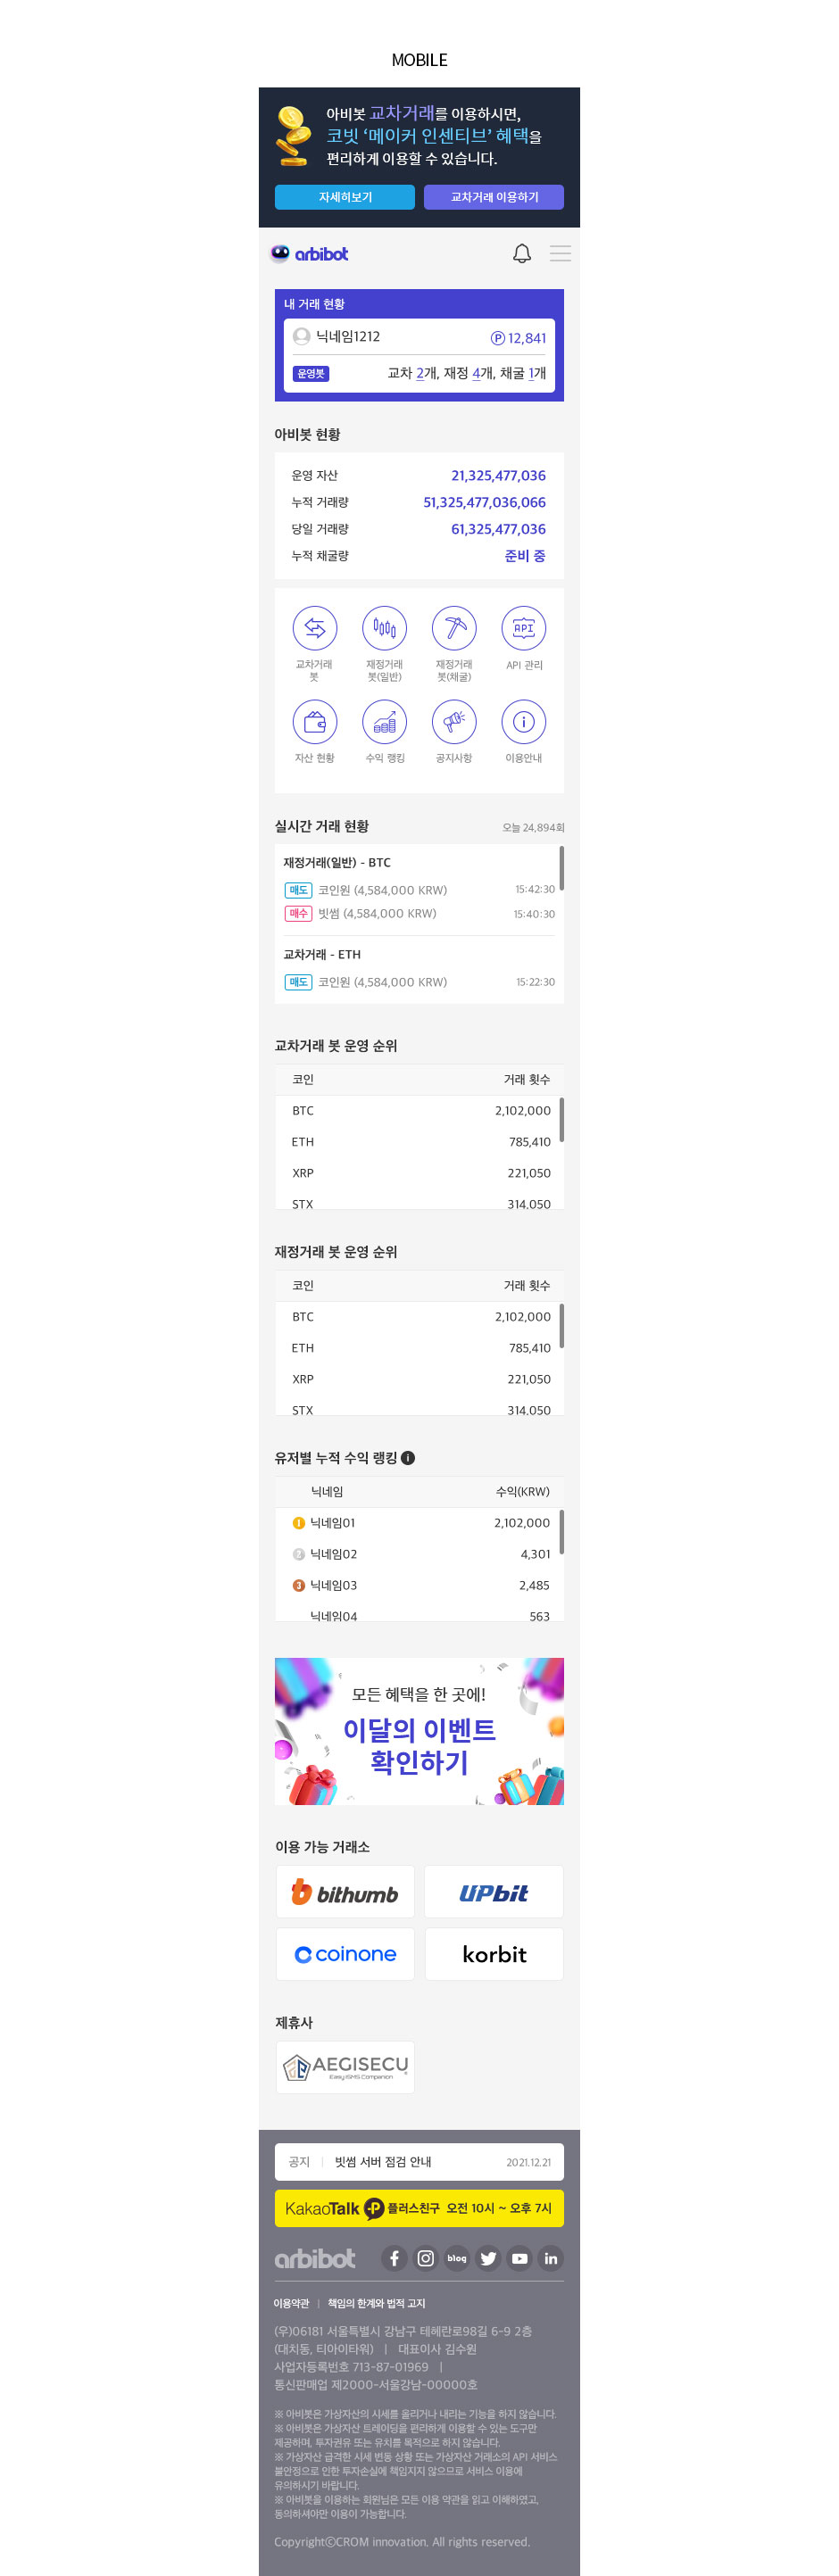 MOBILE
아비봇 교차거래를 이용하시면,
코빗 ‘메이커 인센티브’ 혜택을
편리하게 이용할 수 있습니다.
자세히보기 교차거래 이용하기
arbibot
내 거래 현황
닉네임1212 P 12,841
운영봇 교차 2개, 재정 4개, 채굴 1개
아비봇 현황
운영 자산 21,325,477,036
누적 거래량 51,325,477,036,066
당일 거래량 61,325,477,036
누적 채굴량 준비 중
API
교차거래 재정거래 재정거래 API 관리
봇 봇(일반) 봇(채굴)
자산 현황 수익 랭킹 공지사항 이용안내
실시간 거래 현황 오늘 24,894회
재정거래(일반) - BTC
매도 코인원 (4,584,000 KRW) 15:42:30
매수 빗썸 (4,584,000 KRW) 15:40:30
교차거래 - ETH
매도 코인원 (4,584,000 KRW) 15:22:30
교차거래 봇 운영 순위
코인 거래 횟수
BTC 2,102,000
ETH 785,410
XRP 221,050
STX 314,050
재정거래 봇 운영 순위
코인 거래 횟수
BTC 2,102,000
ETH 785,410
XRP 221,050
STX 314,050
유저별 누적 수익 랭킹 i
닉네임 수익(KRW)
1 닉네임01 2,102,000
2 닉네임02 4,301
3 닉네임03 2,485
닉네임04 563
모든 혜택을 한 곳에!
이달의 이벤트
확인하기
이용 가능 거래소
bithumb UPbit
coinone korbit
제휴사
AEGISECU
Easy ISMS Companion
공지 | 빗썸 서버 점검 안내 2021.12.21
KakaoTalk P 플러스친구 오전 10시 ~ 오후 7시
arbibot f blog in
이용약관 | 책임의 한계와 법적 고지
(우)06181 서울특별시 강남구 테헤란로98길 6-9 2층
(대치동, 티아이타워) | 대표이사 김수원
사업자등록번호 713-87-01969 |
통신판매업 제2000-서울강남-00000호
※ 아비봇은 가상자산의 시세를 올리거나 내리는 기능을 하지 않습니다.
※ 아비봇은 가상자산 트레이딩을 편리하게 이용할 수 있는 도구만
제공하며, 투자권유 또는 유치를 목적으로 하지 않습니다.
※ 가상자산 급격한 시세 변동 상황 또는 가상자산 거래소의 API 서비스
불안정으로 인한 투자손실에 책임지지 않으므로 서비스 이용에
유의하시기 바랍니다.
※ 아비봇을 이용하는 회원님은 모든 이용 약관을 읽고 이해하였고,
동의하셔야만 이용이 가능합니다.
CopyrightⓒCROM innovation. All rights reserved.